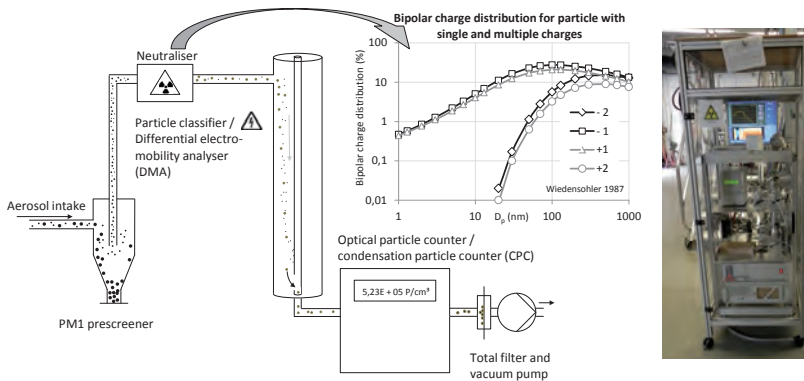 Bipolar charge distribution for particle with
single and multiple charges
Neutraliser
Particle classifier /
Differential electro-
mobility analyser
(DMA)
Aerosol intake
PM1 prescreener
Bipolar charge distribution (%)
100
10
1
0,1
0,01
1
10
100
1000
D_p (nm)
- 2
- 1
+1
+2
Wiedensohler 1987
Optical particle counter /
condensation particle counter (CPC)
5,23E + 05 P/cm³
Total filter and
vacuum pump